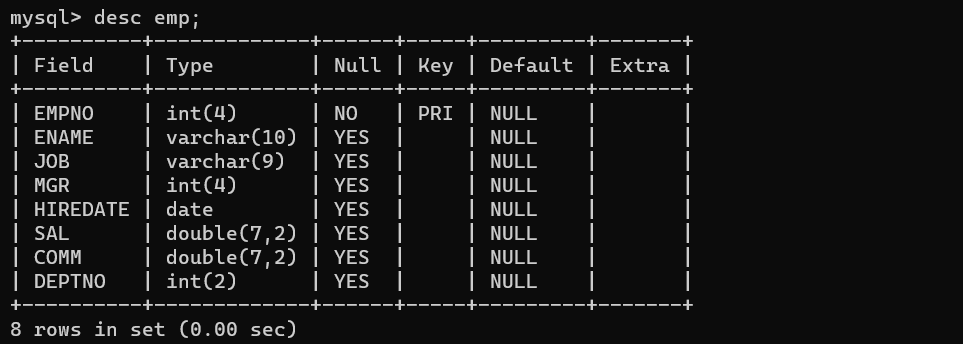 mysql> desc emp;
+----------+-------------+------+-----+---------+-------+
| Field    | Type        | Null | Key | Default | Extra |
+----------+-------------+------+-----+---------+-------+
| EMPNO    | int(4)      | NO   | PRI | NULL    |       |
| ENAME    | varchar(10) | YES  |     | NULL    |       |
| JOB      | varchar(9)  | YES  |     | NULL    |       |
| MGR      | int(4)      | YES  |     | NULL    |       |
| HIREDATE | date        | YES  |     | NULL    |       |
| SAL      | double(7,2) | YES  |     | NULL    |       |
| COMM     | double(7,2) | YES  |     | NULL    |       |
| DEPTNO   | int(2)      | YES  |     | NULL    |       |
+----------+-------------+------+-----+---------+-------+
8 rows in set (0.00 sec)